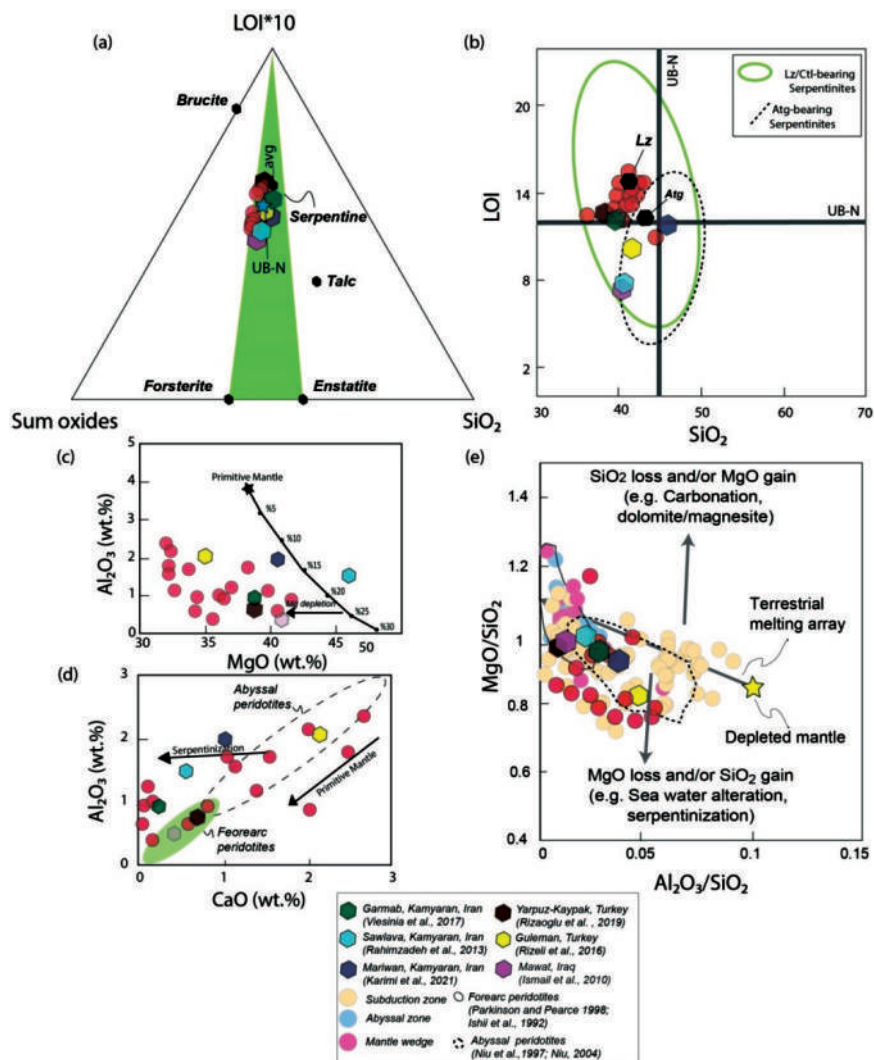 LOI*10
(a)
Brucite
avg
Serpentine
UB-N
Talc
Forsterite
Enstatite
Sum oxides
SiO₂
(b)
UB-N
Lz/Ctl-bearing
Serpentinites
Atg-bearing
Serpentinites
20
Lz
LOI
14
Atg
UB-N
8
2
30
40
50
60
70
SiO₂
(c)
5
Primitive Mantle
4
%5
Al₂O₃ (wt.%)
3
%10
2
%15
1
%20
Mg depletion
%25
0
%30
30
35
40
45
50
MgO (wt.%)
(d)
3
Abyssal
peridotites
Al₂O₃ (wt.%)
2
Serpentinization
Primitive Mantle
1
Feorearc
peridotites
0
0
1
2
3
CaO (wt.%)
(e)
SiO₂ loss and/or MgO gain
(e.g. Carbonation,
dolomite/magnesite)
1.4
1.2
Terrestrial
melting array
MgO/SiO₂
1
0.8
Depleted mantle
0.6
MgO loss and/or SiO₂ gain
(e.g. Sea water alteration,
serpentinization)
0.4
0
0.05
0.1
0.15
Al₂O₃/SiO₂
Garmab, Kamyaran, Iran
(Viesinia et al., 2017)
Yarpuz-Kaypak, Turkey
(Rizaoglu et al. , 2019)
Sawlava, Kamyaran, Iran
(Rahimzadeh et al., 2013)
Guleman, Turkey
(Rizeli et al., 2016)
Mariwan, Kamyaran, Iran
(Karimi et al., 2021)
Mawat, Iraq
(Ismail et al., 2010)
Subduction zone
Forearc peridotites
(Parkinson and Pearce 1998;
Ishii et al., 1992)
Abyssal zone
Mantle wedge
Abyssal peridotites
(Niu et al.,1997; Niu, 2004)